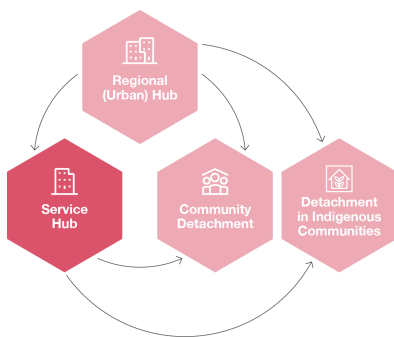 Regional
(Urban) Hub
Service
Hub
Community
Detachment
Detachment
in Indigenous
Communities